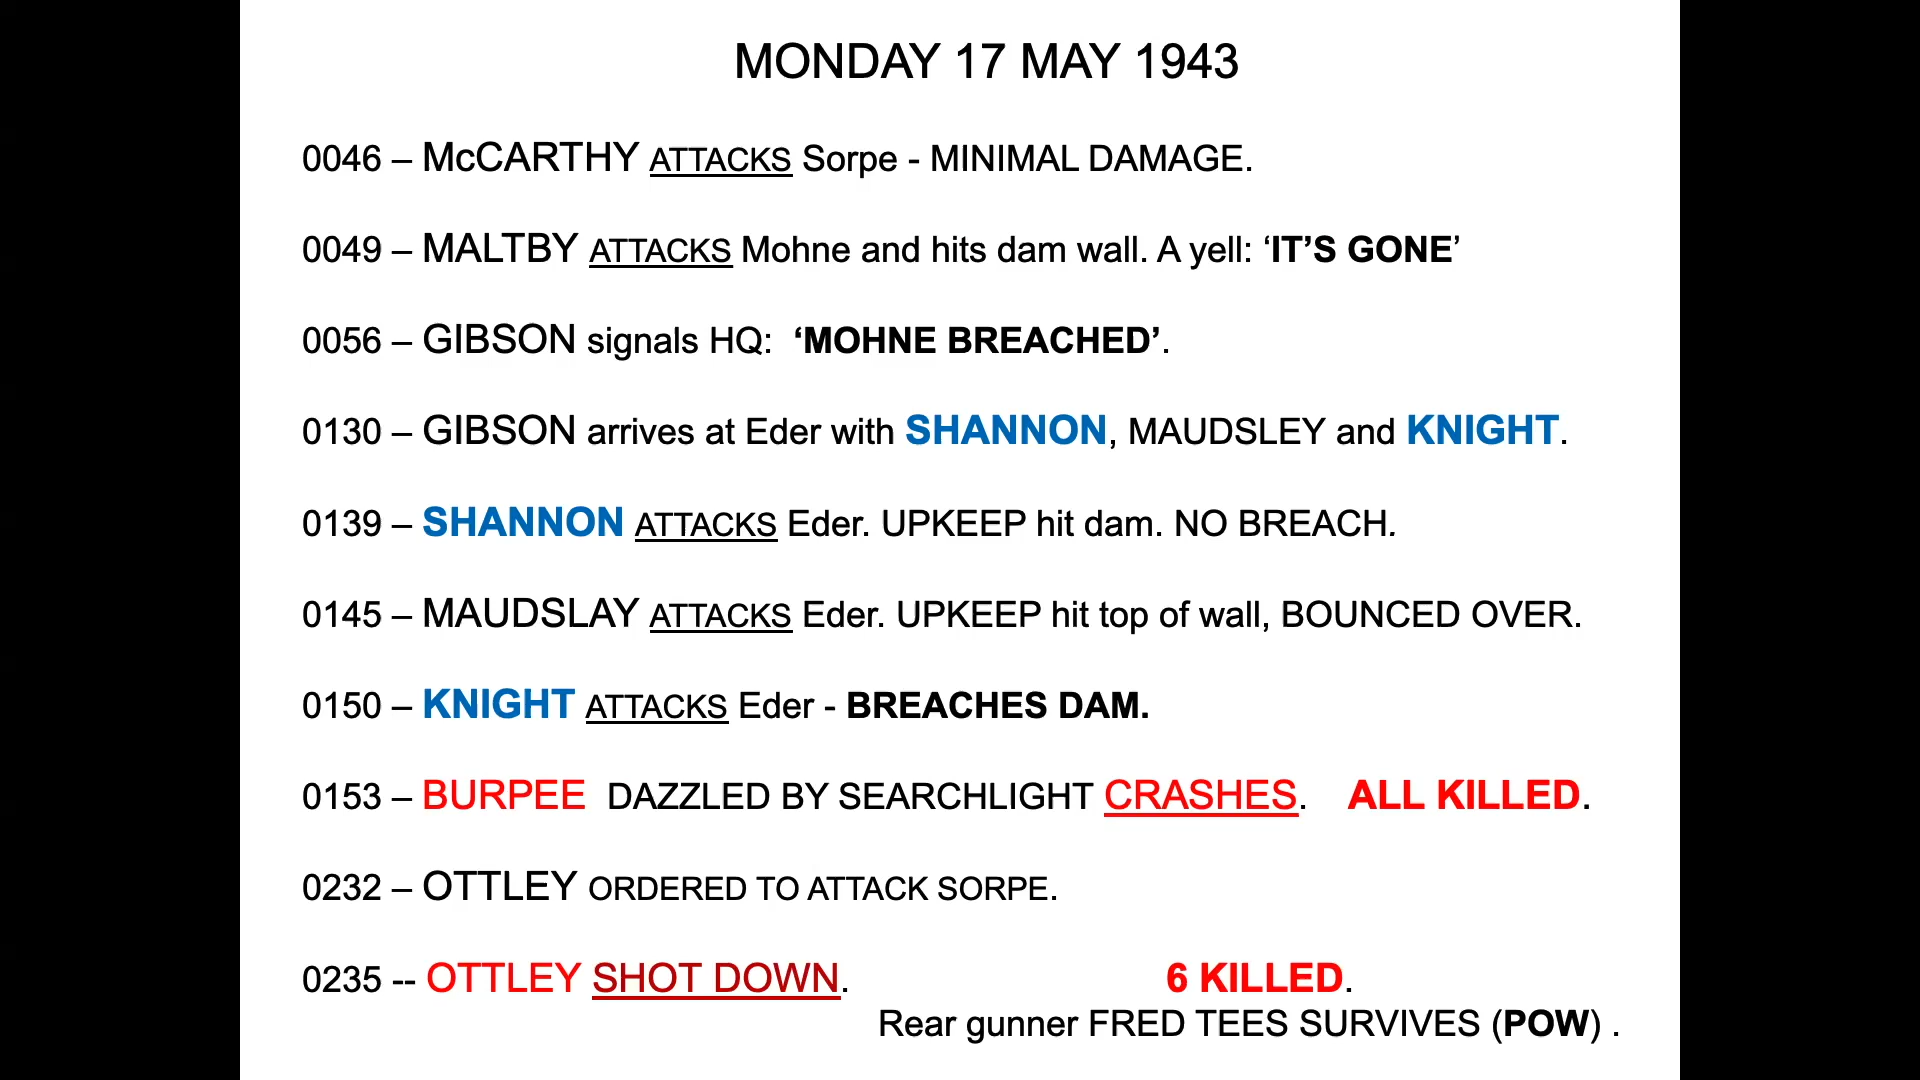 MONDAY 17 MAY 1943
0046 – McCARTHY ATTACKS Sorpe - MINIMAL DAMAGE.
0049 – MALTBY ATTACKS Mohne and hits dam wall. A yell: ‘IT’S GONE’
0056 – GIBSON signals HQ: ‘MOHNE BREACHED’.
0130 – GIBSON arrives at Eder with SHANNON, MAUDSLEY and KNIGHT.
0139 – SHANNON ATTACKS Eder. UPKEEP hit dam. NO BREACH.
0145 – MAUDSLAY ATTACKS Eder. UPKEEP hit top of wall, BOUNCED OVER.
0150 – KNIGHT ATTACKS Eder - BREACHES DAM.
0153 – BURPEE DAZZLED BY SEARCHLIGHT CRASHES. ALL KILLED.
0232 – OTTLEY ORDERED TO ATTACK SORPE.
0235 -- OTTLEY SHOT DOWN. 6 KILLED.
Rear gunner FRED TEES SURVIVES (POW) .